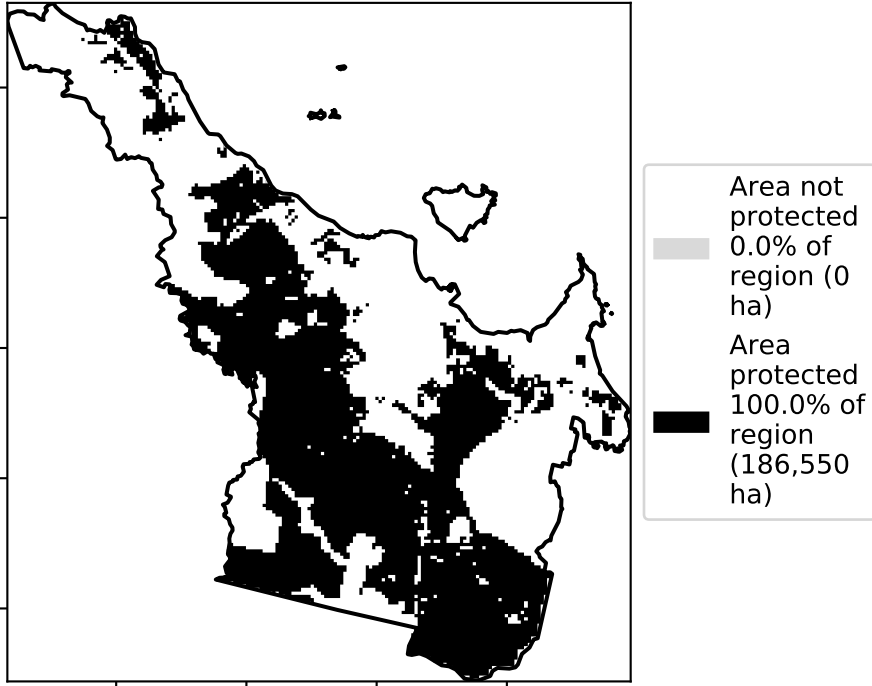 Area not
protected
0.0% of
region (0
ha)
Area
protected
100.0% of
region
(186,550
ha)